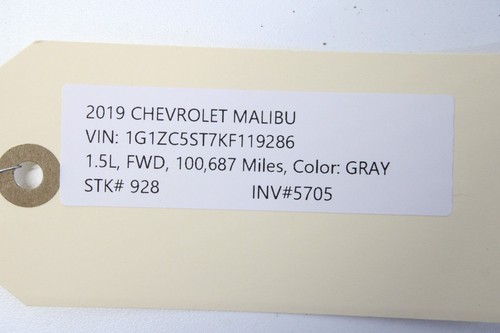 2019 CHEVROLET MALIBU
VIN: 1G1ZC5ST7KF119286
1.5L, FWD, 100,687 Miles, Color: GRAY
STK# 928 INV#5705